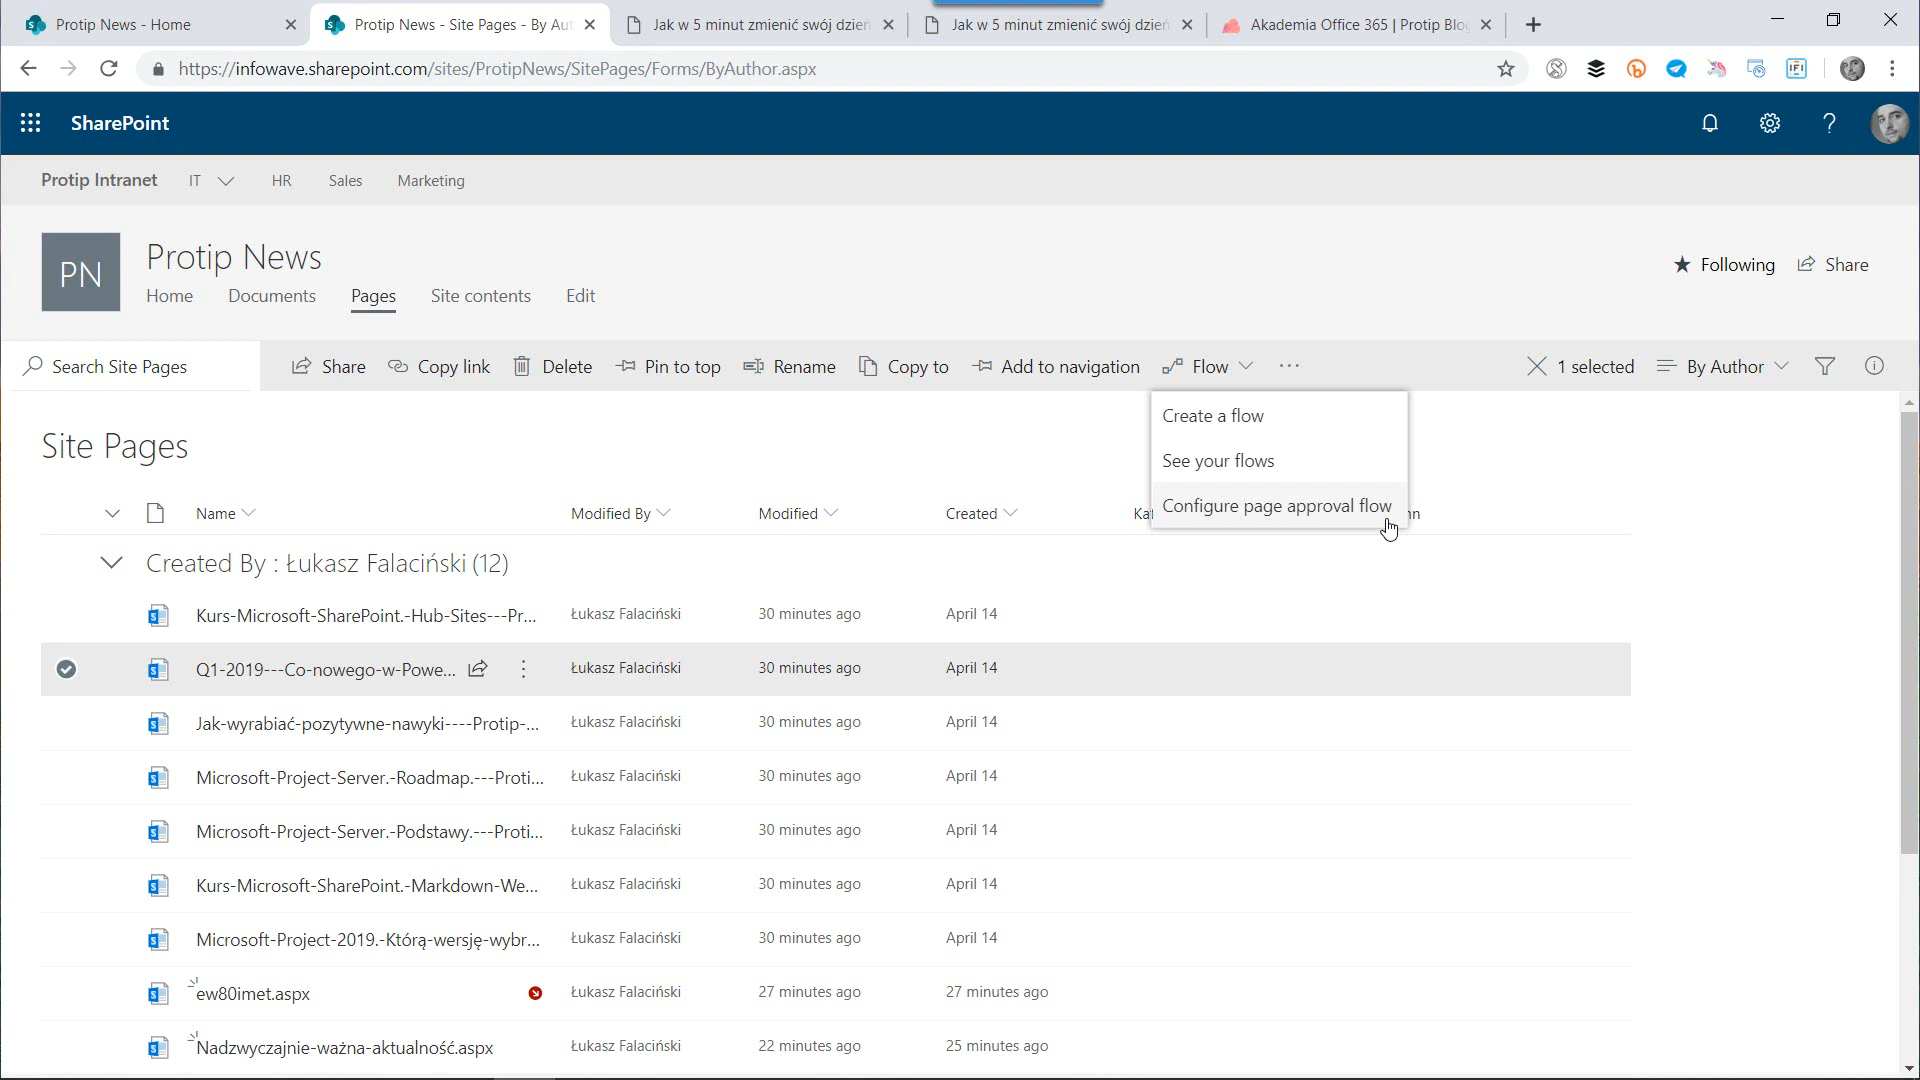 Protip News - Home
Protip News - Site Pages - By Aut
Jak w 5 minut zmienić swój dzień
Jak w 5 minut zmienić swój dzień
Akademia Office 365 | Protip Blog
https://infowave.sharepoint.com/sites/ProtipNews/SitePages/Forms/ByAuthor.aspx
SharePoint
Protip Intranet IT HR Sales Marketing
PN
Protip News
Following Share
Home Documents Pages Site contents Edit
Search Site Pages Share Copy link Delete Pin to top Rename Copy to Add to navigation Flow ... 1 selected By Author
Create a flow
See your flows
Configure page approval flow
Site Pages
Name Modified By Modified Created Kat
Created By : Łukasz Falaciński (12)
Kurs-Microsoft-SharePoint.-Hub-Sites---Pr... Łukasz Falaciński 30 minutes ago April 14
Q1-2019---Co-nowego-w-Powe... Łukasz Falaciński 30 minutes ago April 14
Jak-wyrabiać-pozytywne-nawyki----Protip-... Łukasz Falaciński 30 minutes ago April 14
Microsoft-Project-Server.-Roadmap.---Proti... Łukasz Falaciński 30 minutes ago April 14
Microsoft-Project-Server.-Podstawy.---Proti... Łukasz Falaciński 30 minutes ago April 14
Kurs-Microsoft-SharePoint.-Markdown-We... Łukasz Falaciński 30 minutes ago April 14
Microsoft-Project-2019.-Którą-wersję-wybr... Łukasz Falaciński 30 minutes ago April 14
ew80imet.aspx Łukasz Falaciński 27 minutes ago 27 minutes ago
Nadzwyczajnie-ważna-aktualność.aspx Łukasz Falaciński 22 minutes ago 25 minutes ago